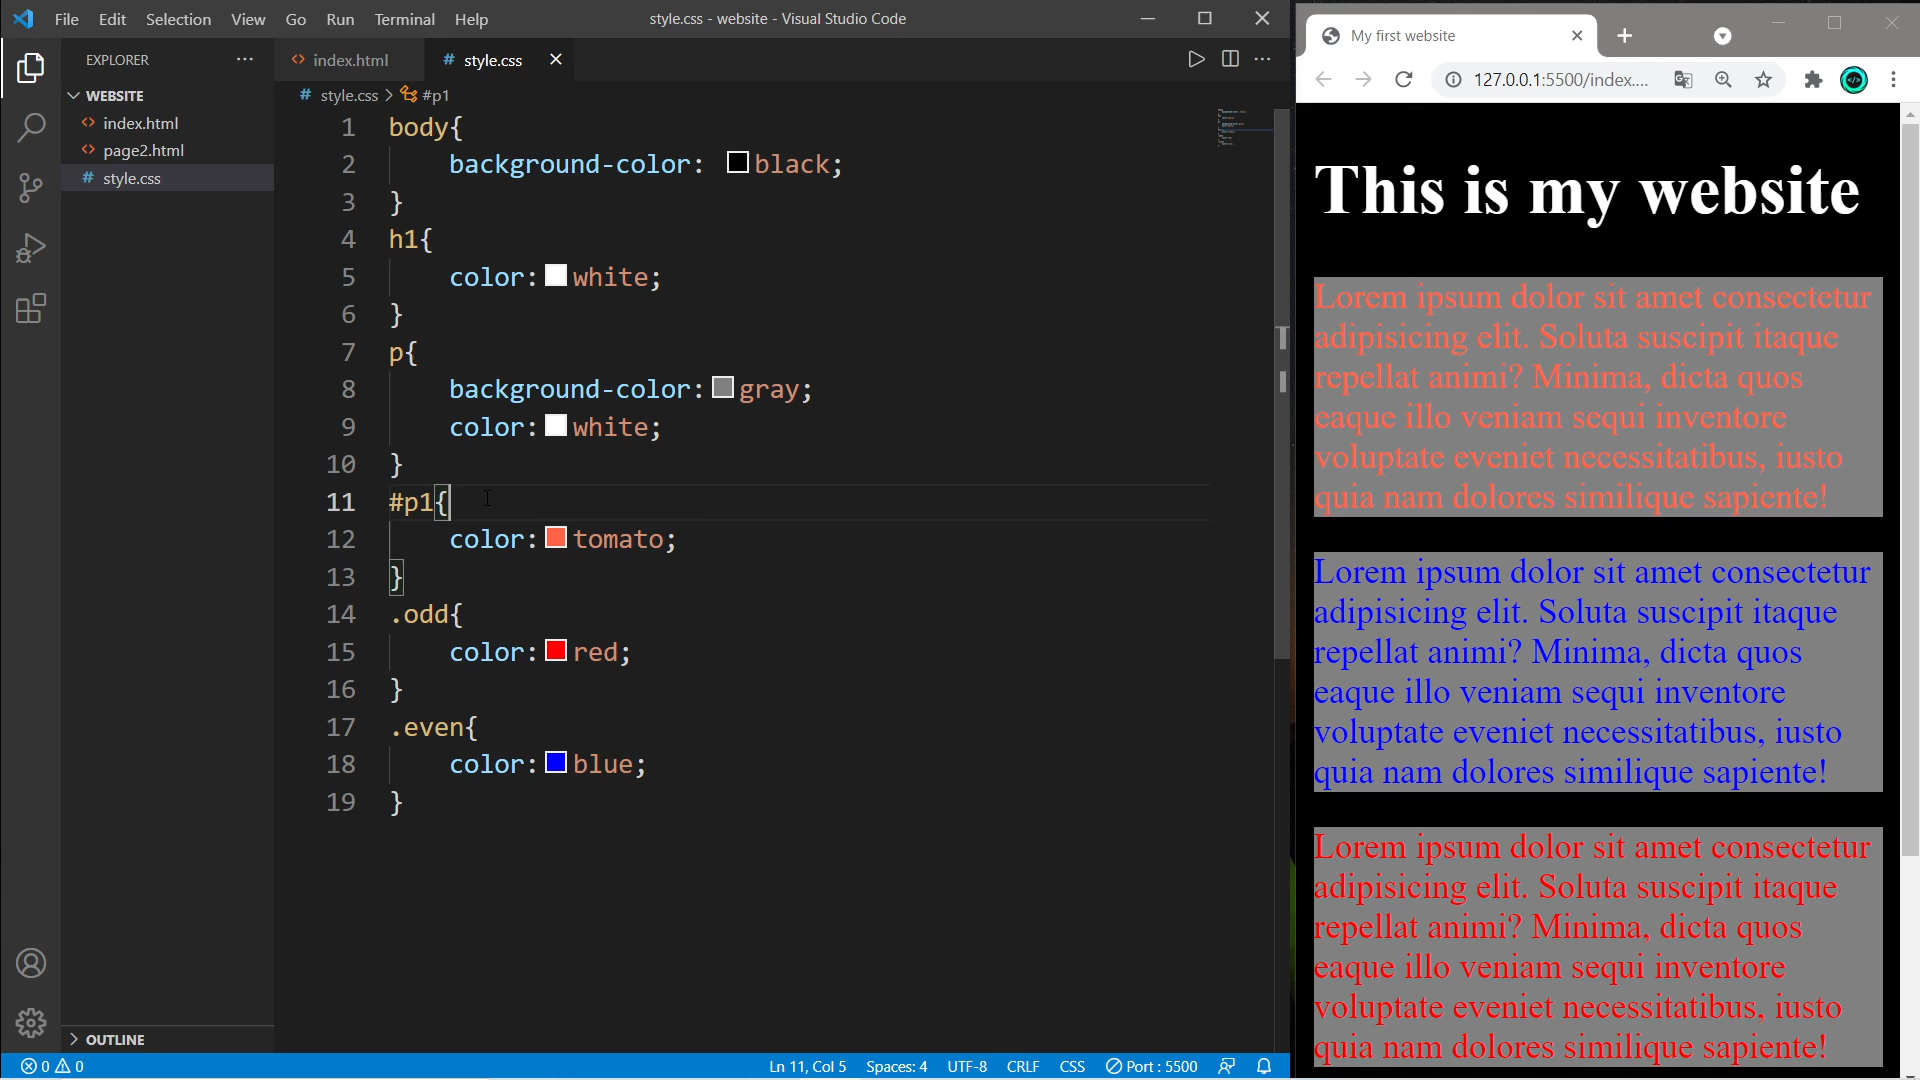 File Edit Selection View Go Run Terminal Help
style.css - website - Visual Studio Code
EXPLORER
WEBSITE
index.html
page2.html
# style.css
OUTLINE
index.html
# style.css
# style.css > #p1
1 body{
2 background-color: black;
3 }
4 h1{
5 color: white;
6 }
7 p{
8 background-color: gray;
9 color: white;
10 }
11 #p1{
12 color: tomato;
13 }
14 .odd{
15 color: red;
16 }
17 .even{
18 color: blue;
19 }
0 0
Ln 11, Col 5 Spaces: 4 UTF-8 CRLF CSS Port : 5500
My first website
127.0.0.1:5500/index....
This is my website
Lorem ipsum dolor sit amet consectetur
adipisicing elit. Soluta suscipit itaque
repellat animi? Minima, dicta quos
eaque illo veniam sequi inventore
voluptate eveniet necessitatibus, iusto
quia nam dolores similique sapiente!
Lorem ipsum dolor sit amet consectetur
adipisicing elit. Soluta suscipit itaque
repellat animi? Minima, dicta quos
eaque illo veniam sequi inventore
voluptate eveniet necessitatibus, iusto
quia nam dolores similique sapiente!
Lorem ipsum dolor sit amet consectetur
adipisicing elit. Soluta suscipit itaque
repellat animi? Minima, dicta quos
eaque illo veniam sequi inventore
voluptate eveniet necessitatibus, iusto
quia nam dolores similique sapiente!